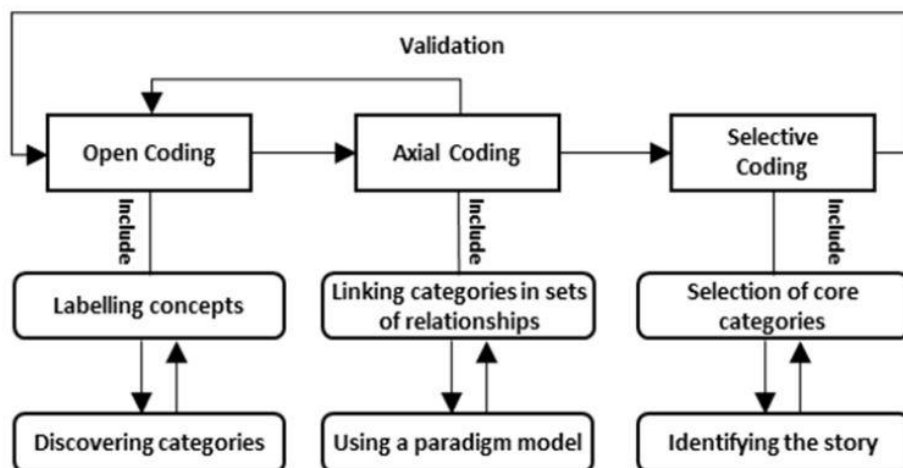 Validation
Open Coding
Axial Coding
Selective
Coding
Include
Include
Include
Labelling concepts
Linking categories in sets
of relationships
Selection of core
categories
Discovering categories
Using a paradigm model
Identifying the story